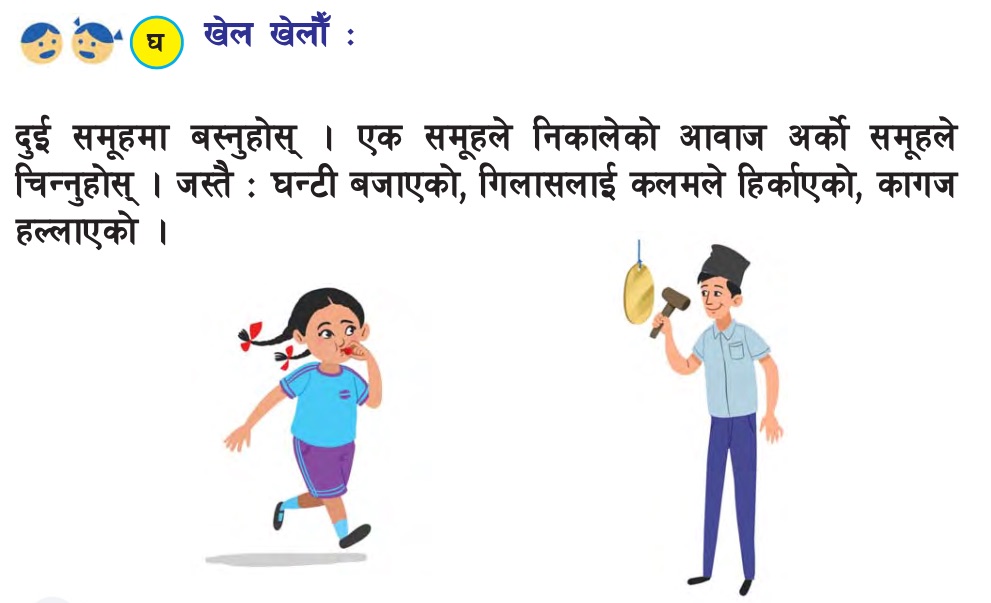 घ खेल खेलौँ :
दुई समूहमा बस्नुहोस् । एक समूहले निकालेको आवाज अर्को समूहले
चिन्नुहोस् । जस्तै : घन्टी बजाएको, गिलासलाई कलमले हिर्काएको, कागज
हल्लाएको ।